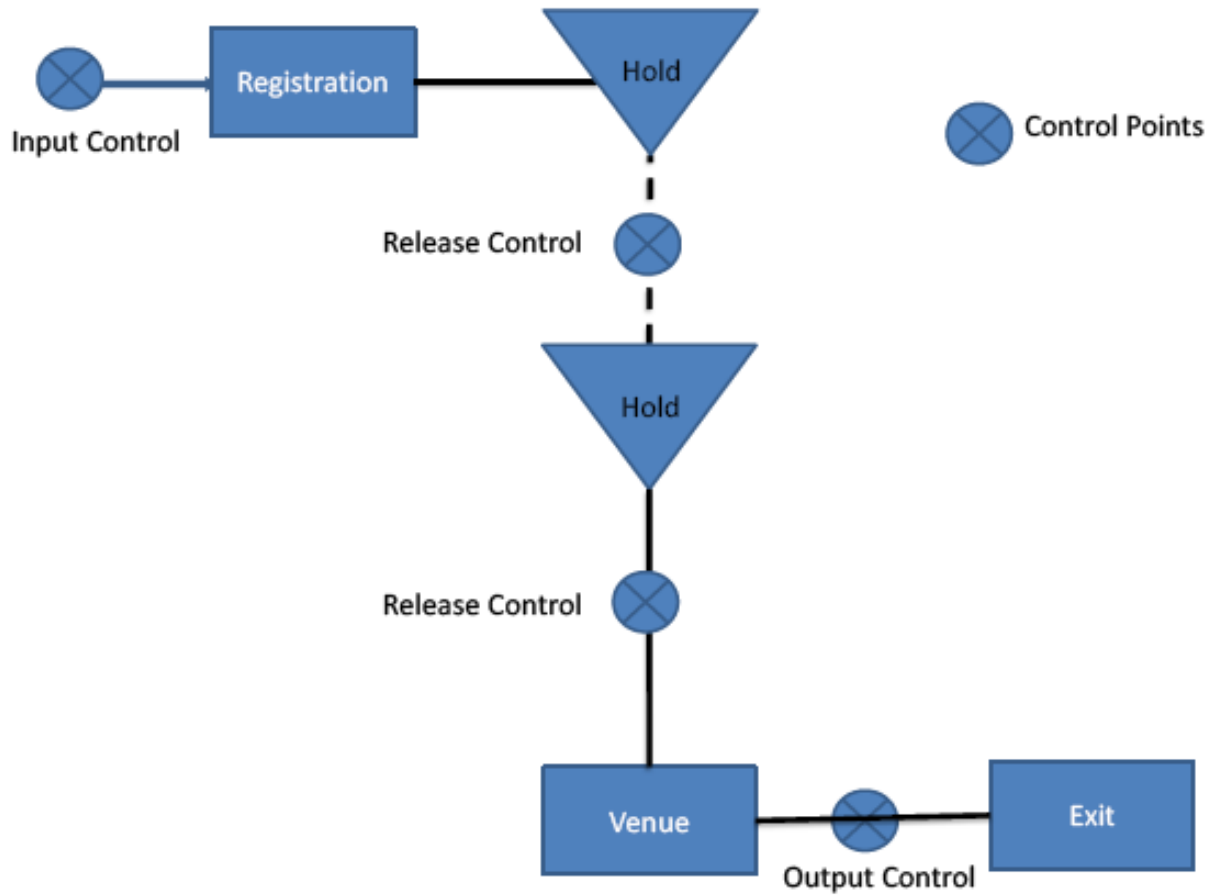 Registration
Hold
Input Control
Control Points
Release Control
Hold
Release Control
Venue
Exit
Output Control